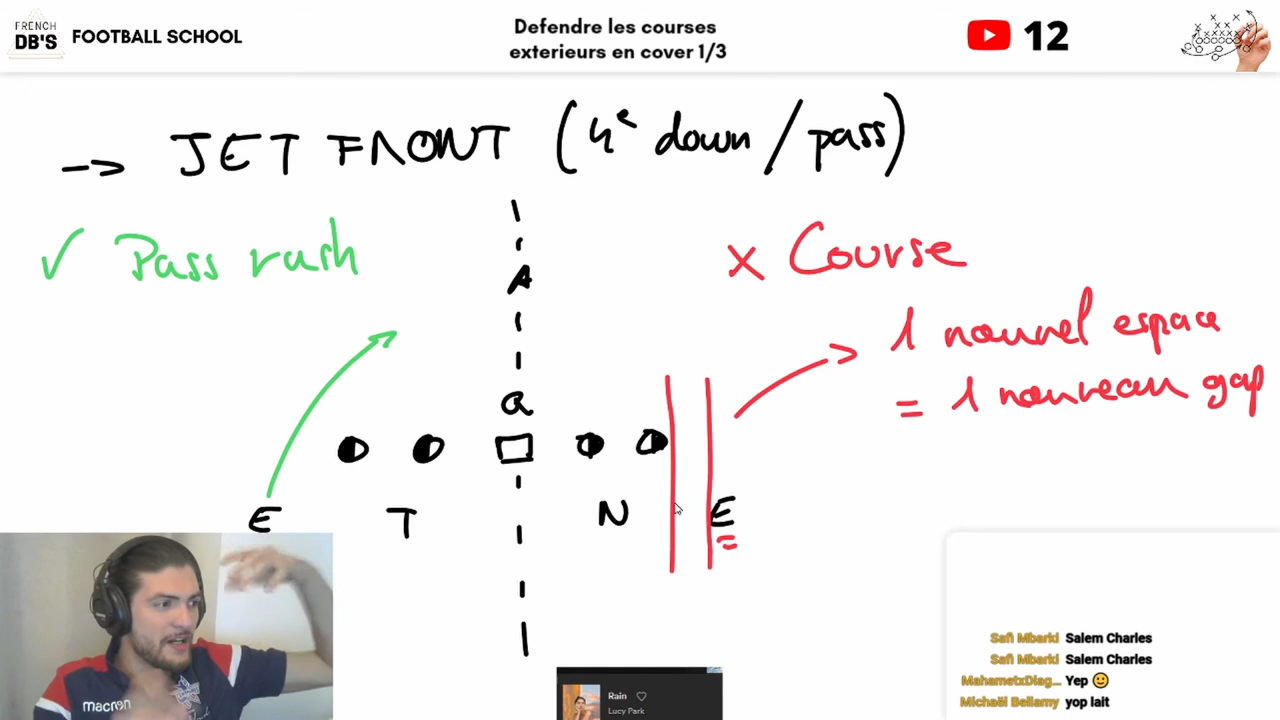 FRENCH
DB'S
FOOTBALL SCHOOL
Defendre les courses
exterieurs en cover 1/3
12
→ JET FRONT (4e down / pass)
✓ Pass rush
x Course
A
1 nouvel espace
= 1 nouveau gap
Q
E T N E
macron
Safi Mbarki Salem Charles
Safi Mbarki Salem Charles
MahametxDiag... Yep
Michaël Bellamy yop lait
Rain
Lucy Park